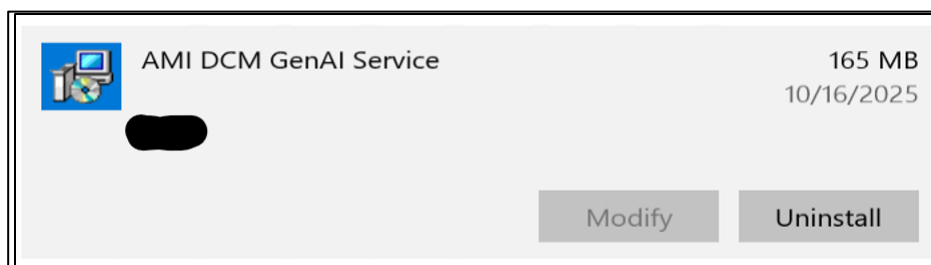 AMI DCM GenAI Service
165 MB
10/16/2025
Modify
Uninstall